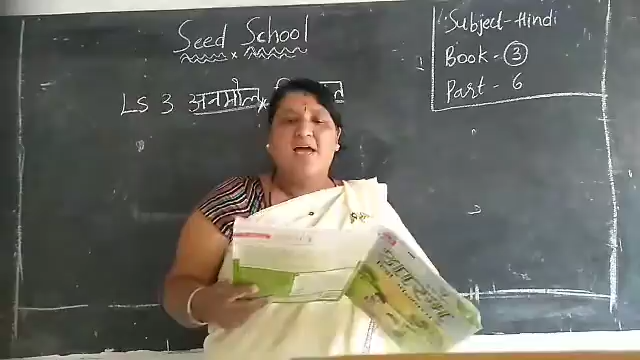 Seed School
Subject-Hindi
Book - 3
Part - 6
LS 3 अनमोल